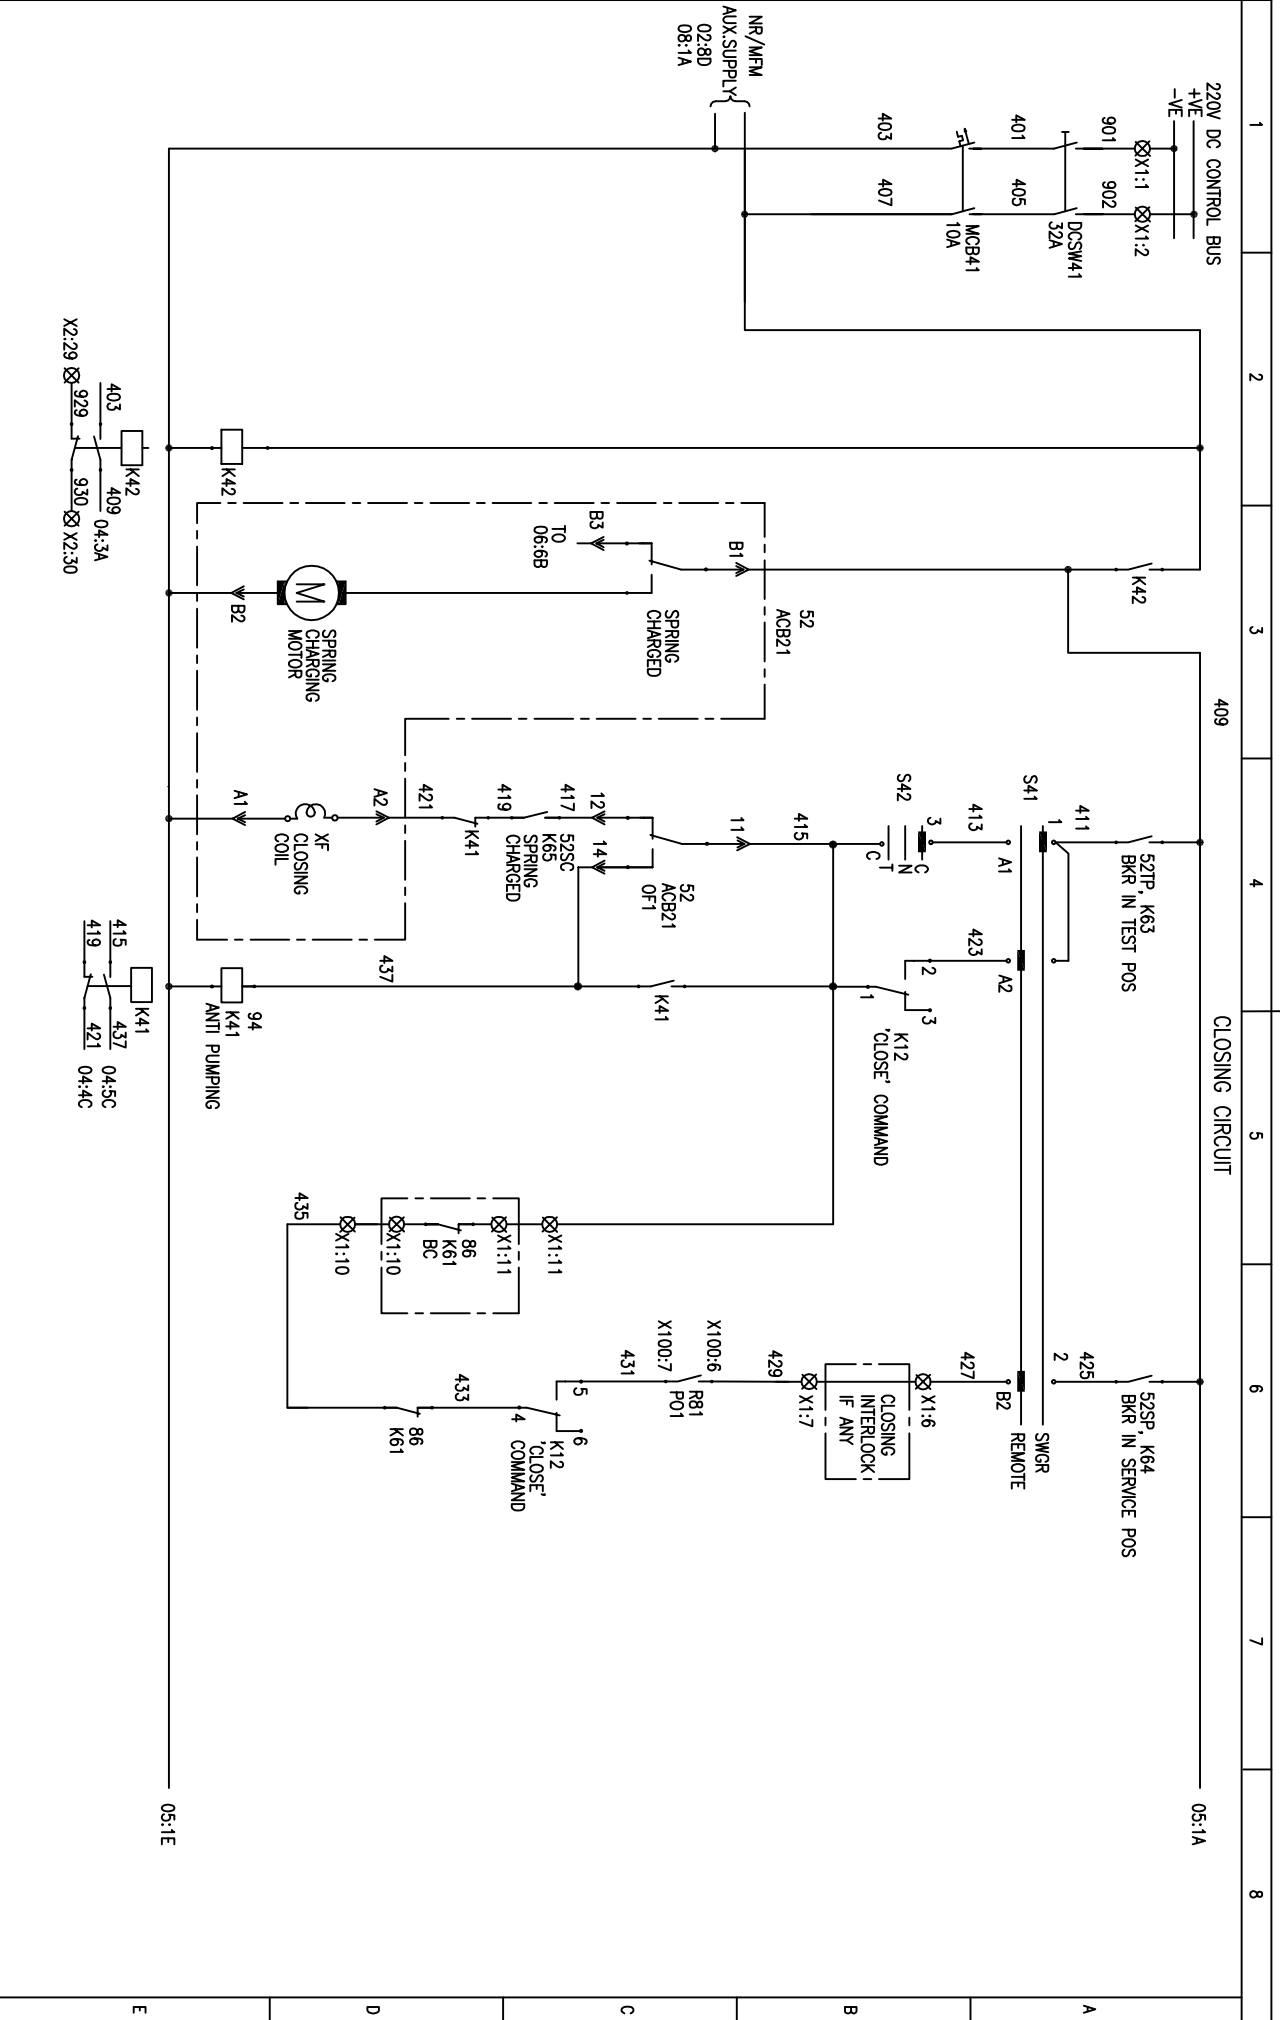 1
2
3
4
5
6
7
8
A
B
C
D
E
CLOSING CIRCUIT
220V DC CONTROL BUS
+VE
-VE
X1:1
X1:2
901
902
DCSW41
32A
401
405
MCB41
10A
403
407
NR/MFM
AUX.SUPPLY
02:8D
08:1A
K42
K42
403
409
04:3A
X2:29
929
930
X2:30
K42
409
52
ACB21
B1
SPRING
CHARGED
B3
TO
06:6B
SPRING
CHARGING
MOTOR
B2
52TP, K63
BKR IN TEST POS
411
1
S41
A1
A2
413
423
S42
3
C
N
T
C
2
3
1
K12
'CLOSE' COMMAND
415
11
52
ACB21
OF1
12
14
417
52SC
K65
SPRING
CHARGED
419
K41
421
A2
XF
CLOSING
COIL
A1
K41
437
94
K41
ANTI PUMPING
K41
415
437
04:5C
419
421
04:4C
X1:11
X1:11
86
K61
BC
X1:10
X1:10
435
52SP, K64
BKR IN SERVICE POS
425
2
SWGR
REMOTE
B2
427
X1:6
CLOSING
INTERLOCK
IF ANY
X1:7
429
X100:6
R81
PO1
X100:7
431
5
6
4
K12
'CLOSE'
COMMAND
433
86
K61
05:1A
05:1E